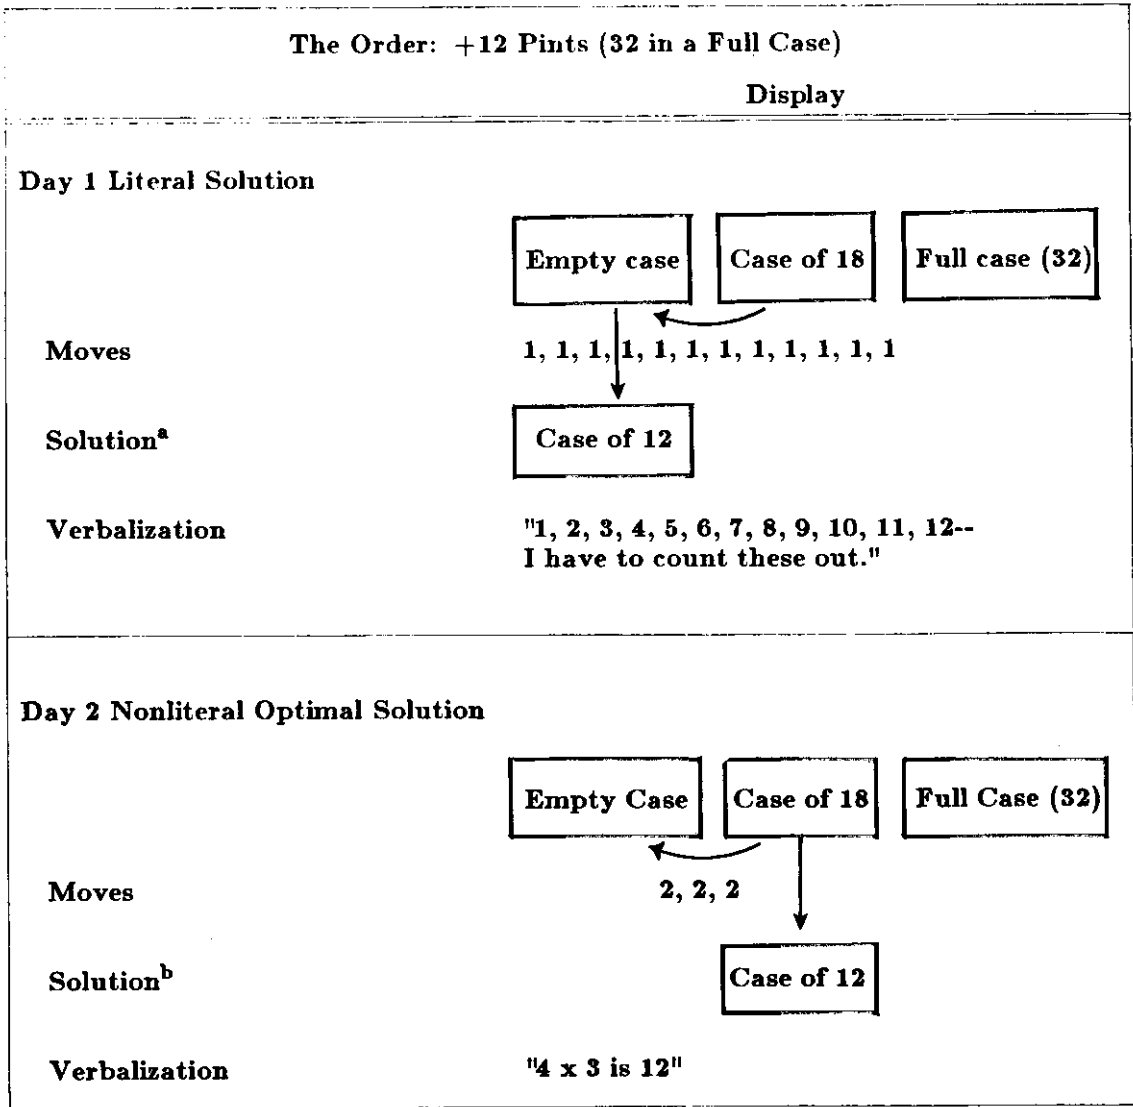 The Order: +12 Pints (32 in a Full Case)
Display
Day 1 Literal Solution
Empty case Case of 18 Full case (32)
Moves 1, 1, 1, 1, 1, 1, 1, 1, 1, 1, 1, 1
Solutionᵃ Case of 12
Verbalization "1, 2, 3, 4, 5, 6, 7, 8, 9, 10, 11, 12--
I have to count these out."
Day 2 Nonliteral Optimal Solution
Empty Case Case of 18 Full Case (32)
Moves 2, 2, 2
Solutionᵇ Case of 12
Verbalization "4 x 3 is 12"